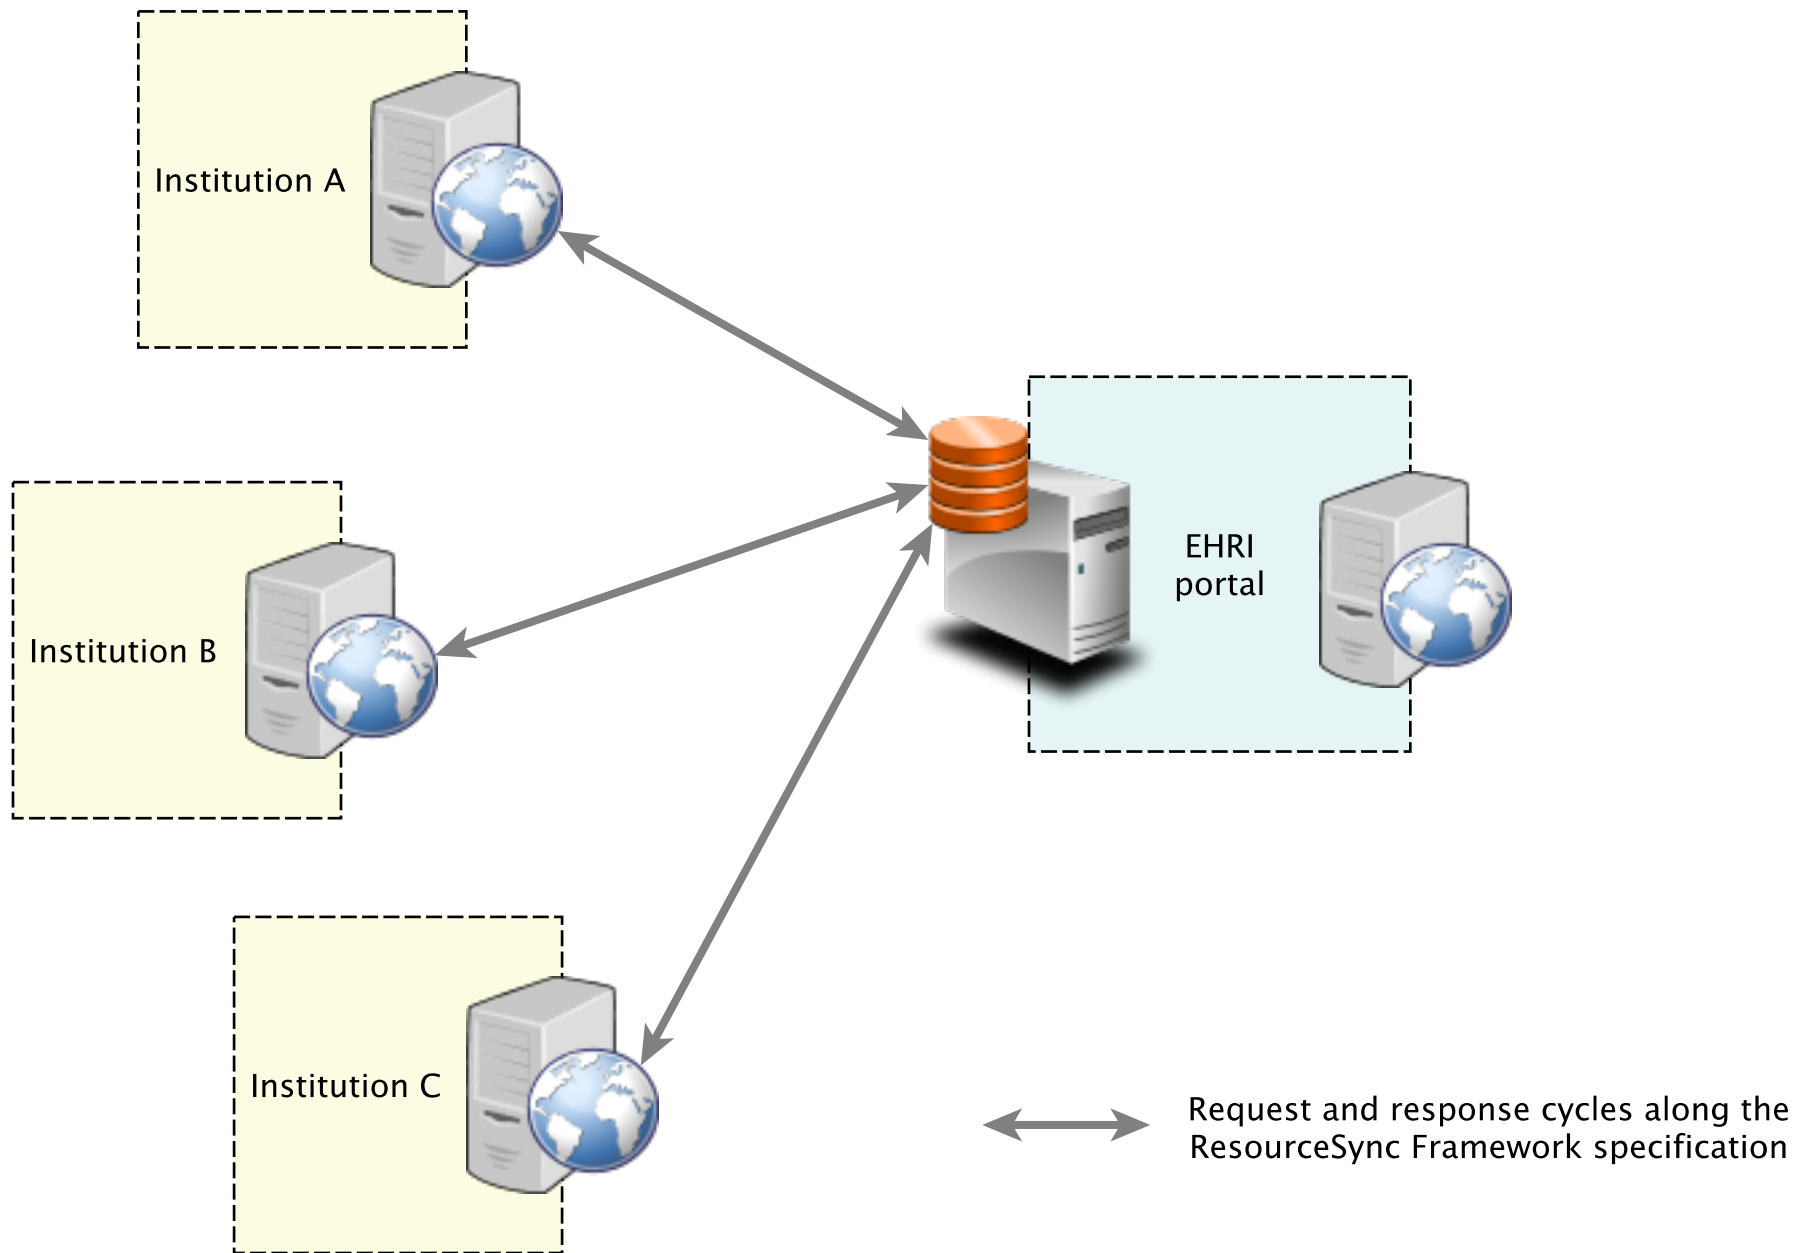 Institution A
EHRI
portal
Institution B
Institution C
Request and response cycles along the
ResourceSync Framework specification